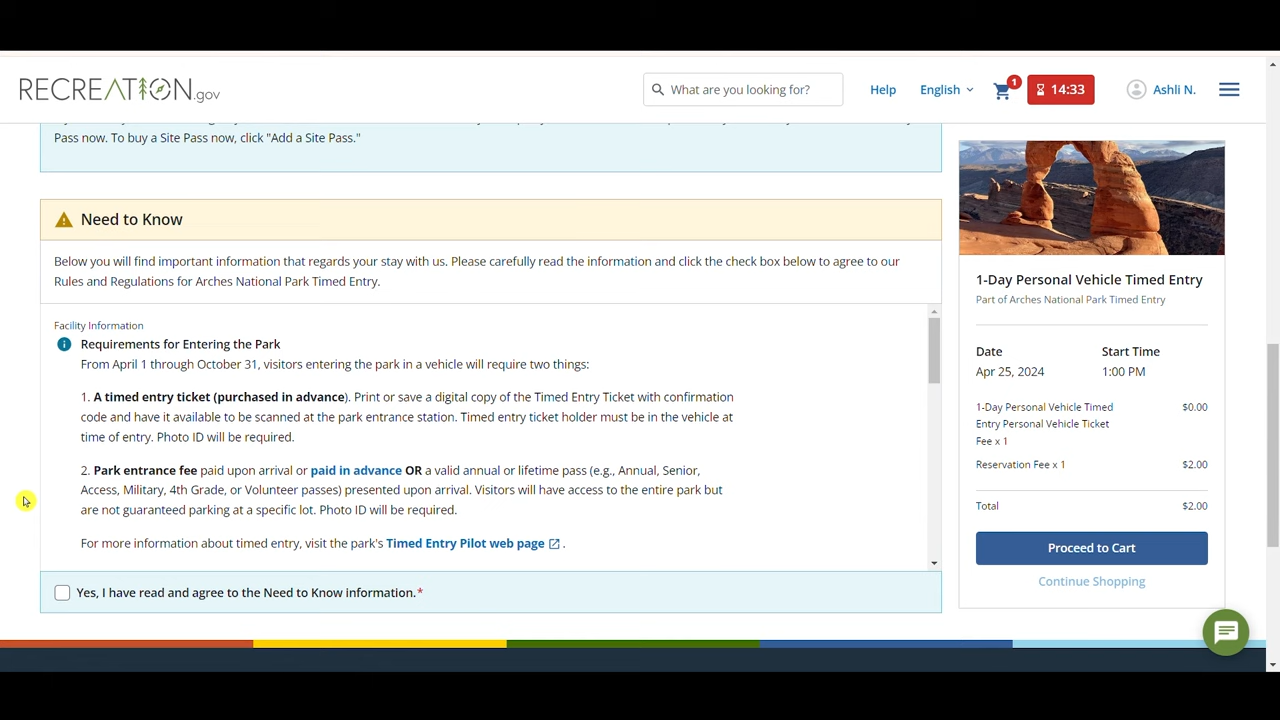 RECREATION.gov
What are you looking for?
Help
English
1
14:33
Ashli N.
Pass now. To buy a Site Pass now, click "Add a Site Pass."
Need to Know
Below you will find important information that regards your stay with us. Please carefully read the information and click the check box below to agree to our
Rules and Regulations for Arches National Park Timed Entry.
Facility Information
Requirements for Entering the Park
From April 1 through October 31, visitors entering the park in a vehicle will require two things:
1. A timed entry ticket (purchased in advance). Print or save a digital copy of the Timed Entry Ticket with confirmation
code and have it available to be scanned at the park entrance station. Timed entry ticket holder must be in the vehicle at
time of entry. Photo ID will be required.
2. Park entrance fee paid upon arrival or paid in advance OR a valid annual or lifetime pass (e.g., Annual, Senior,
Access, Military, 4th Grade, or Volunteer passes) presented upon arrival. Visitors will have access to the entire park but
are not guaranteed parking at a specific lot. Photo ID will be required.
For more information about timed entry, visit the park's Timed Entry Pilot web page .
Yes, I have read and agree to the Need to Know information.*
1-Day Personal Vehicle Timed Entry
Part of Arches National Park Timed Entry
Date
Start Time
Apr 25, 2024
1:00 PM
1-Day Personal Vehicle Timed
$0.00
Entry Personal Vehicle Ticket
Fee x 1
Reservation Fee x 1
$2.00
Total
$2.00
Proceed to Cart
Continue Shopping